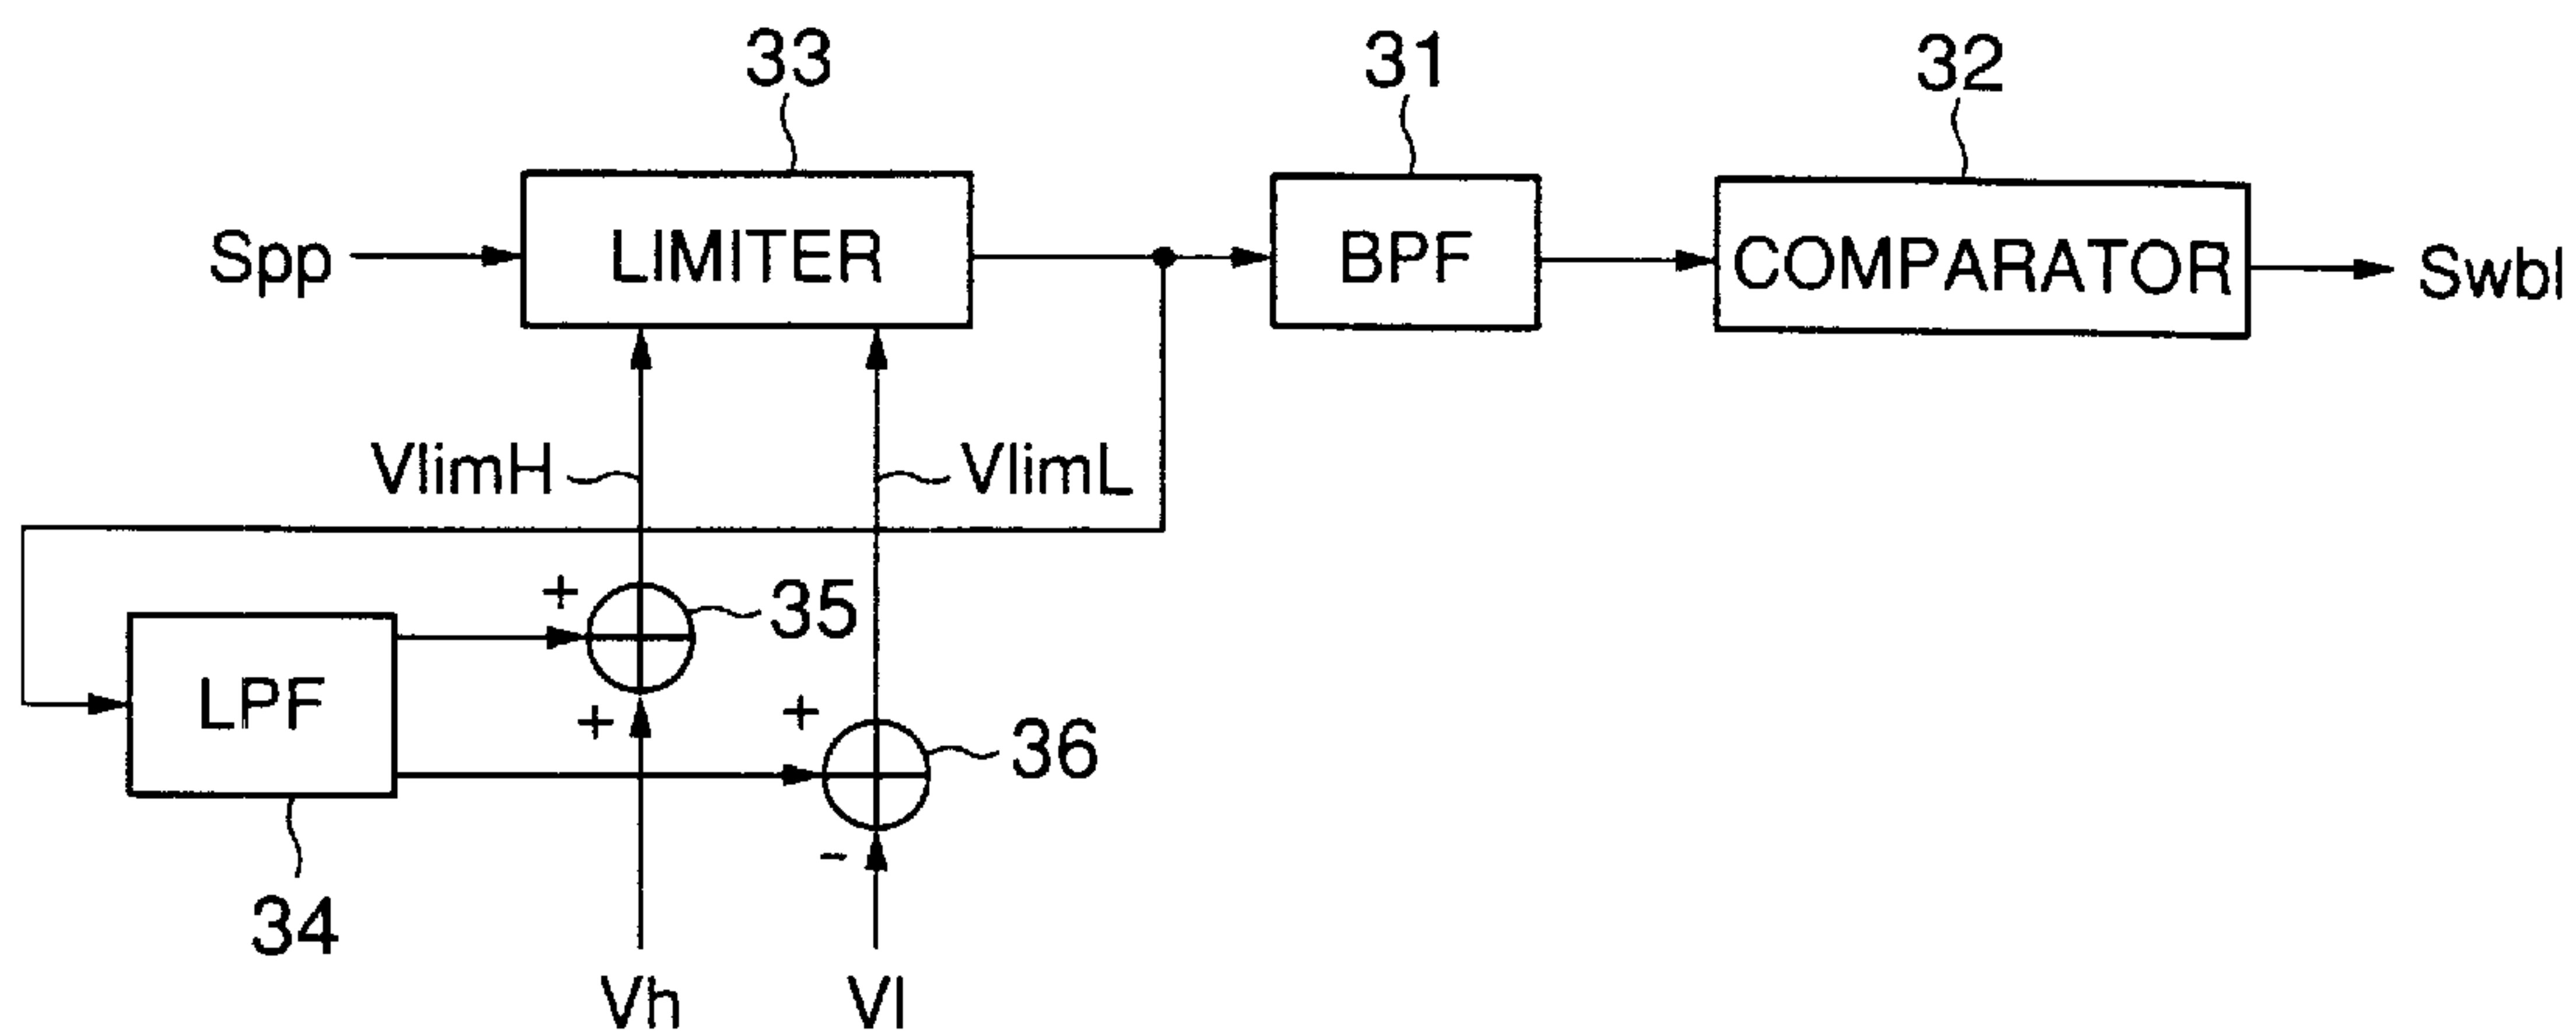 33
31
32
Spp
LIMITER
BPF
COMPARATOR
Swbl
VlimH
VlimL
+
35
LPF
+
+
36
-
34
Vh
Vl